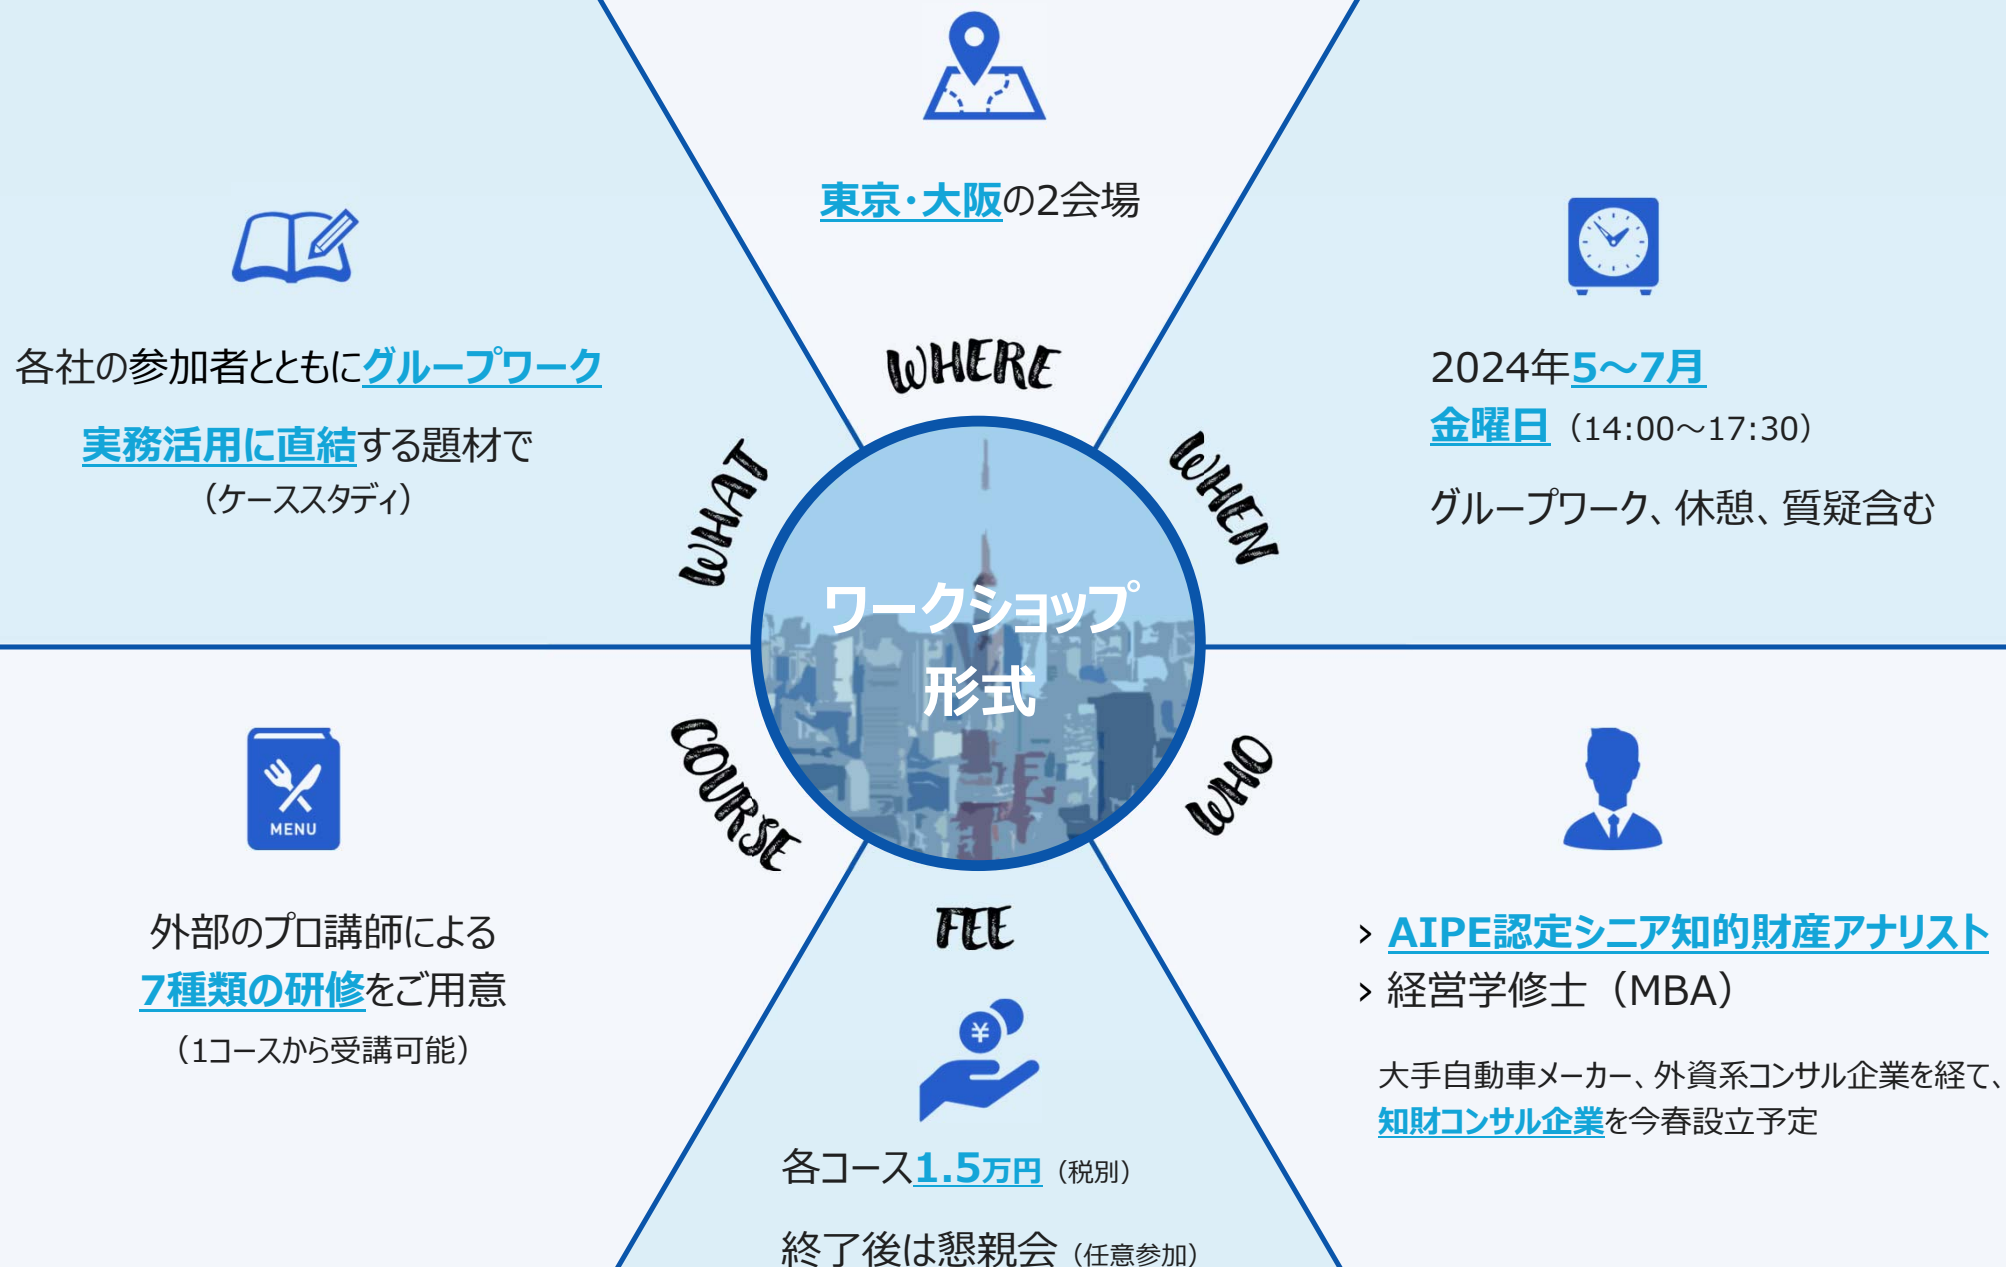 東京・大阪の2会場
WHERE
各社の参加者とともにグループワーク
実務活用に直結する題材で
（ケーススタディ）
WHAT
2024年5～7月
金曜日（14:00～17:30）
グループワーク、休憩、質疑含む
WHEN
ワークショップ
形式
COURSE
MENU
外部のプロ講師による
7種類の研修をご用意
（1コースから受講可能）
FEE
¥
各コース1.5万円（税別）
終了後は懇親会（任意参加）
WHO
› AIPE認定シニア知的財産アナリスト
› 経営学修士（MBA）
大手自動車メーカー、外資系コンサル企業を経て、
知財コンサル企業を今春設立予定